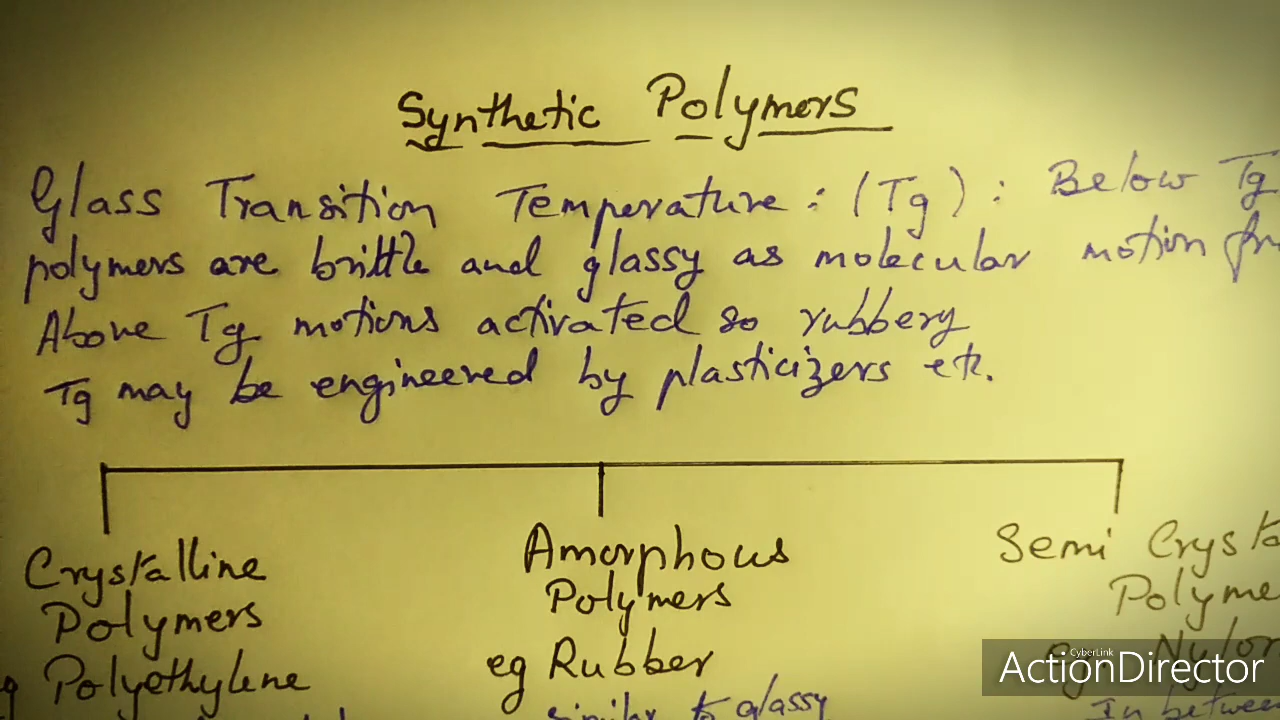 Synthetic Polymers
Glass Transition Temperature : (Tg) : Below Tg
polymers are brittle and glassy as molecular motion
Above Tg motions activated so rubbery
Tg may be engineered by plasticizers etc.
Crystalline
Polymers
Polyethylene
Amorphous
Polymers
eg Rubber
similar to glassy
Semi
In
CyberLink
ActionDirector